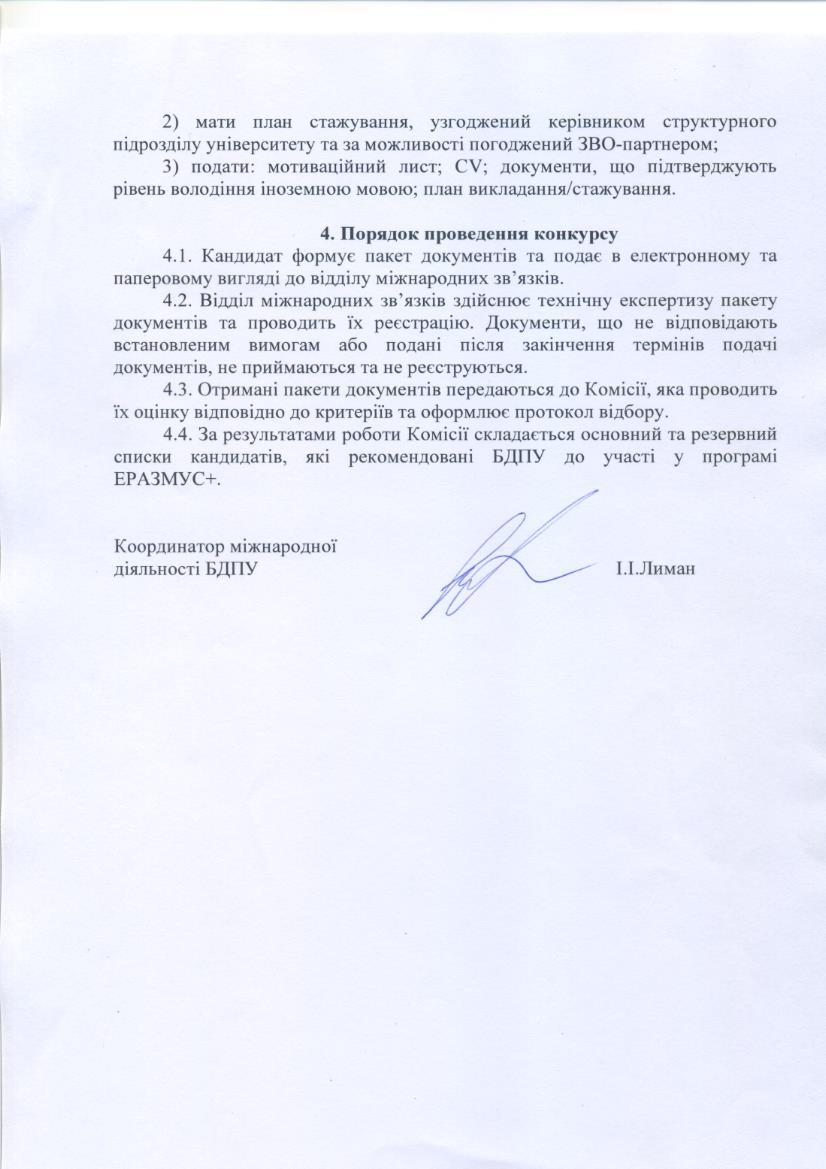 2) мати план стажування, узгоджений керівником структурного
підрозділу університету та за можливості погоджений ЗВО-партнером;
3) подати: мотиваційний лист; CV; документи, що підтверджують
рівень володіння іноземною мовою; план викладання/стажування.
4. Порядок проведення конкурсу
4.1. Кандидат формує пакет документів та подає в електронному та
паперовому вигляді до відділу міжнародних зв’язків.
4.2. Відділ міжнародних зв’язків здійснює технічну експертизу пакету
документів та проводить їх реєстрацію. Документи, що не відповідають
встановленим вимогам або подані після закінчення термінів подачі
документів, не приймаються та не реєструються.
4.3. Отримані пакети документів передаються до Комісії, яка проводить
їх оцінку відповідно до критеріїв та оформлює протокол відбору.
4.4. За результатами роботи Комісії складається основний та резервний
списки кандидатів, які рекомендовані БДПУ до участі у програмі
ЕРАЗМУС+.
Координатор міжнародної
діяльності БДПУ І.І.Лиман